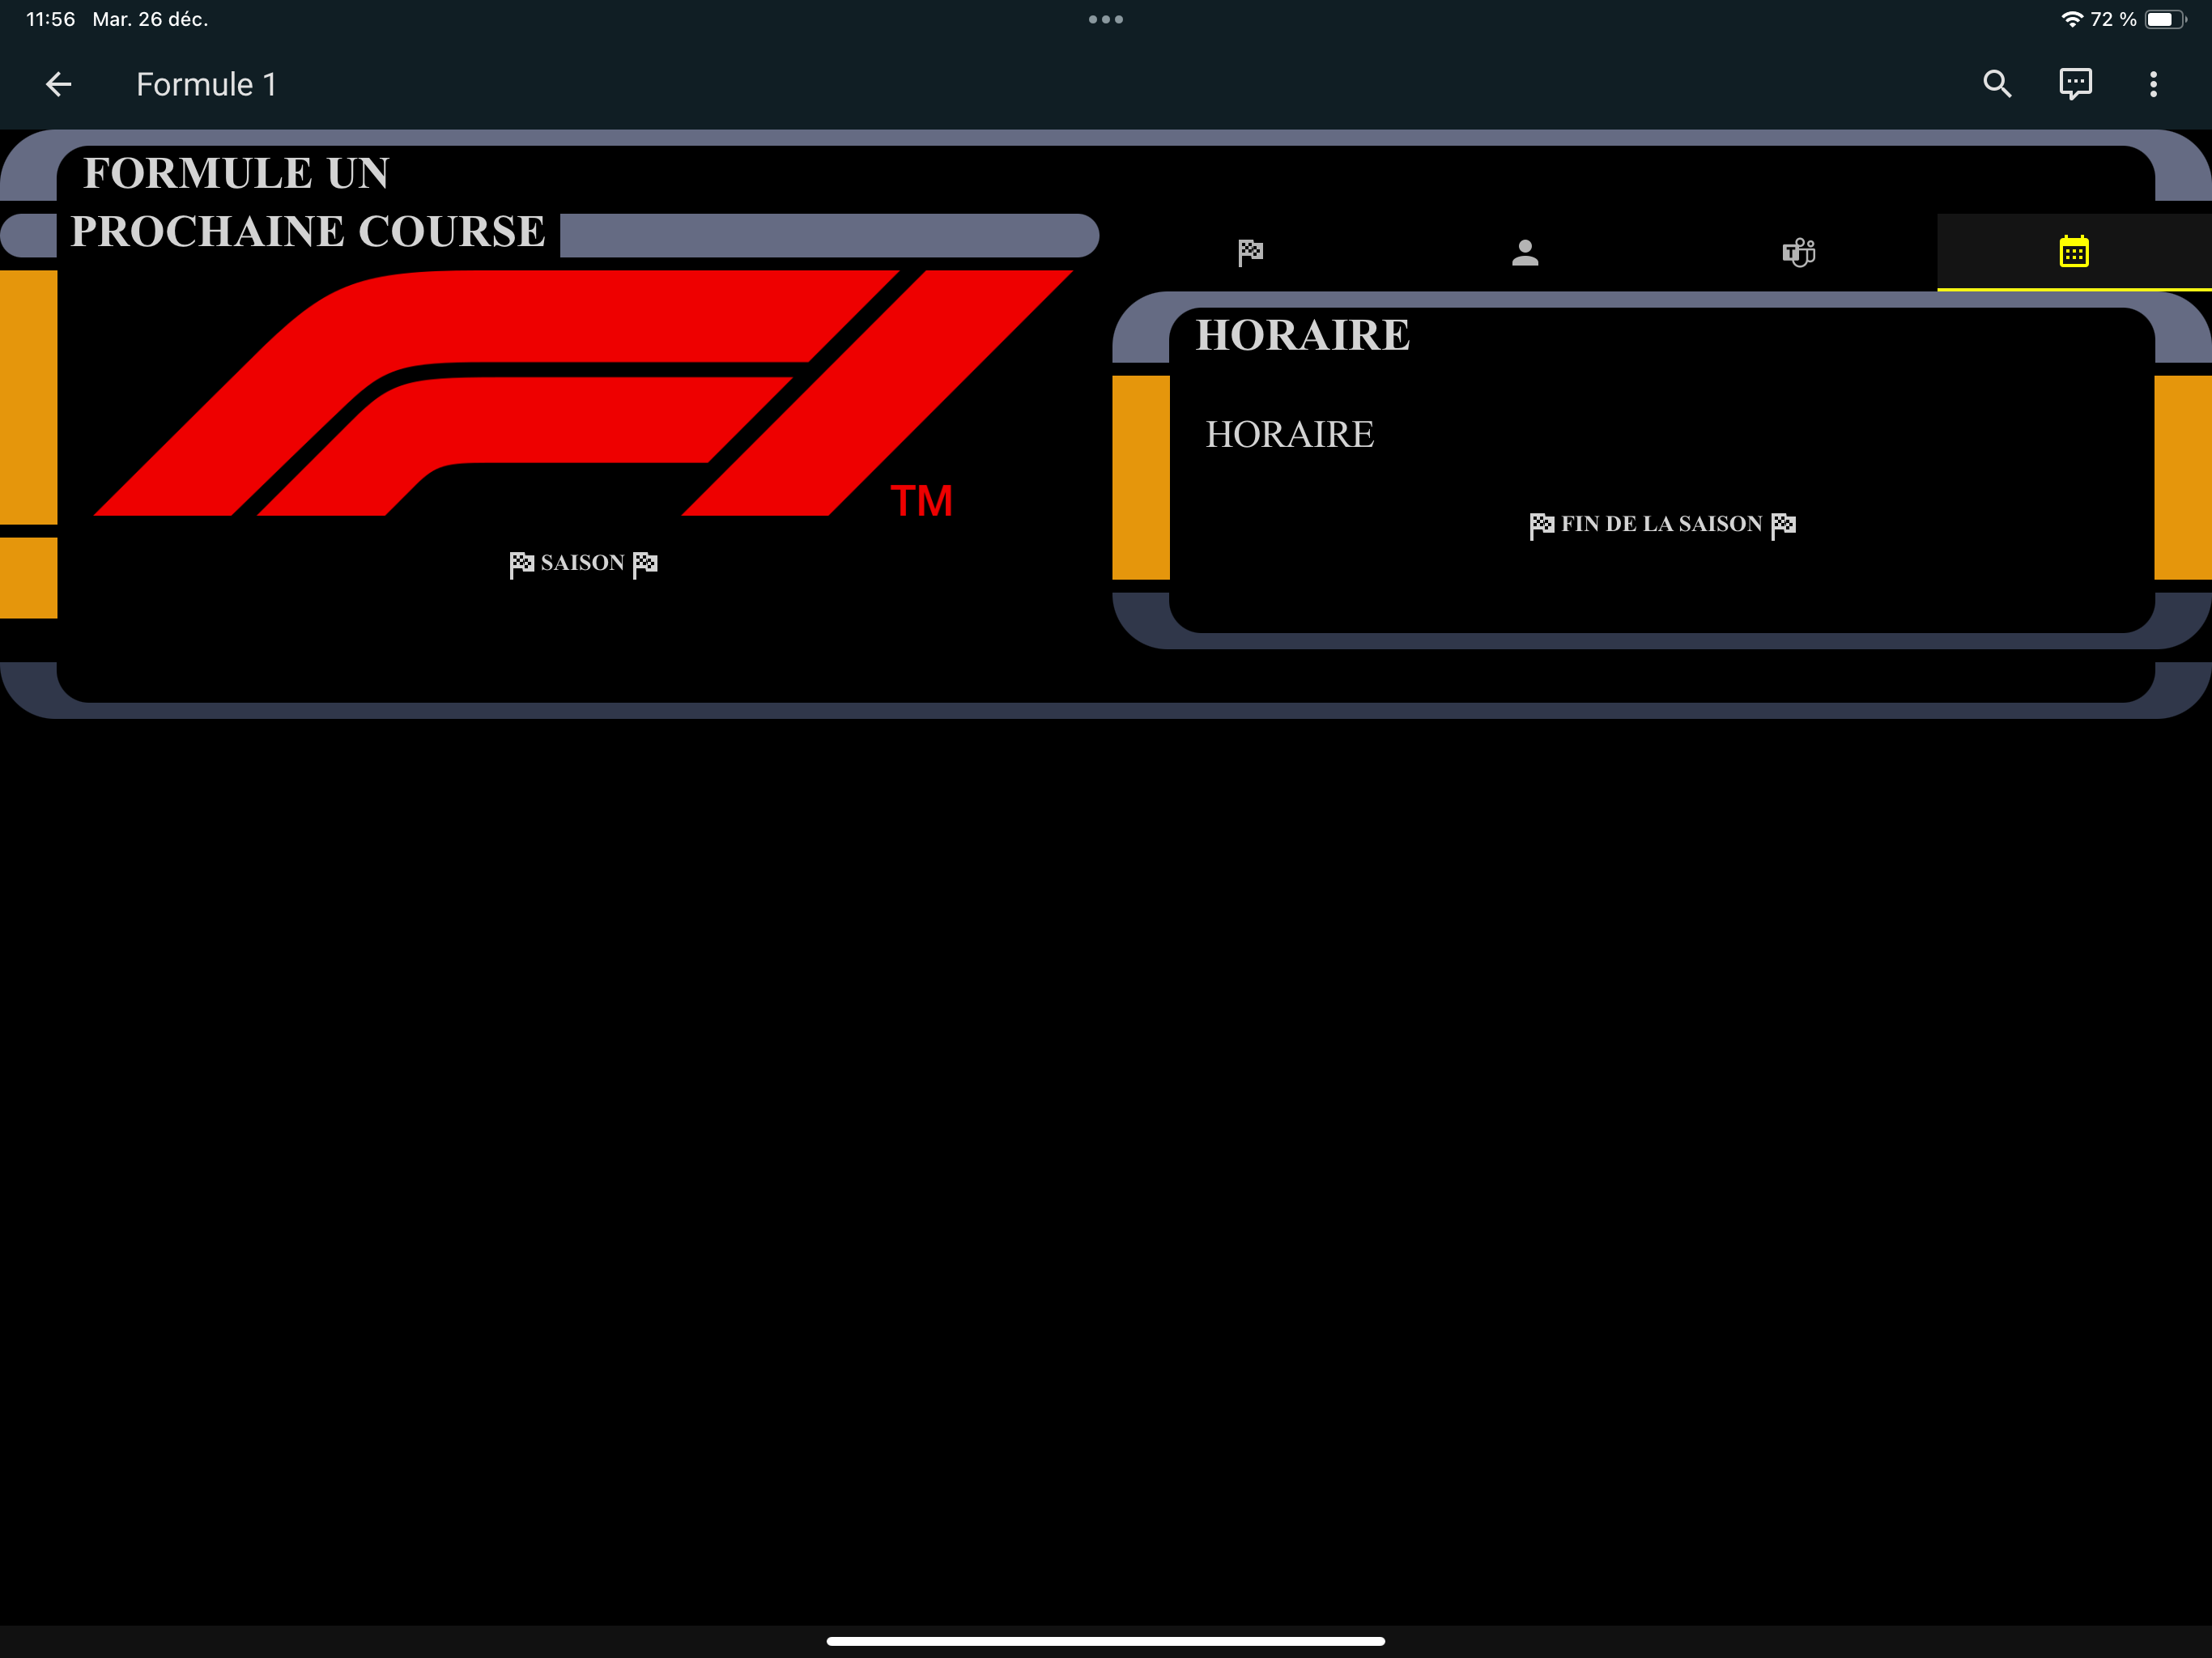 11:56 Mar. 26 déc.
72 %
Formule 1
FORMULE UN
PROCHAINE COURSE
TM
SAISON
HORAIRE
HORAIRE
FIN DE LA SAISON